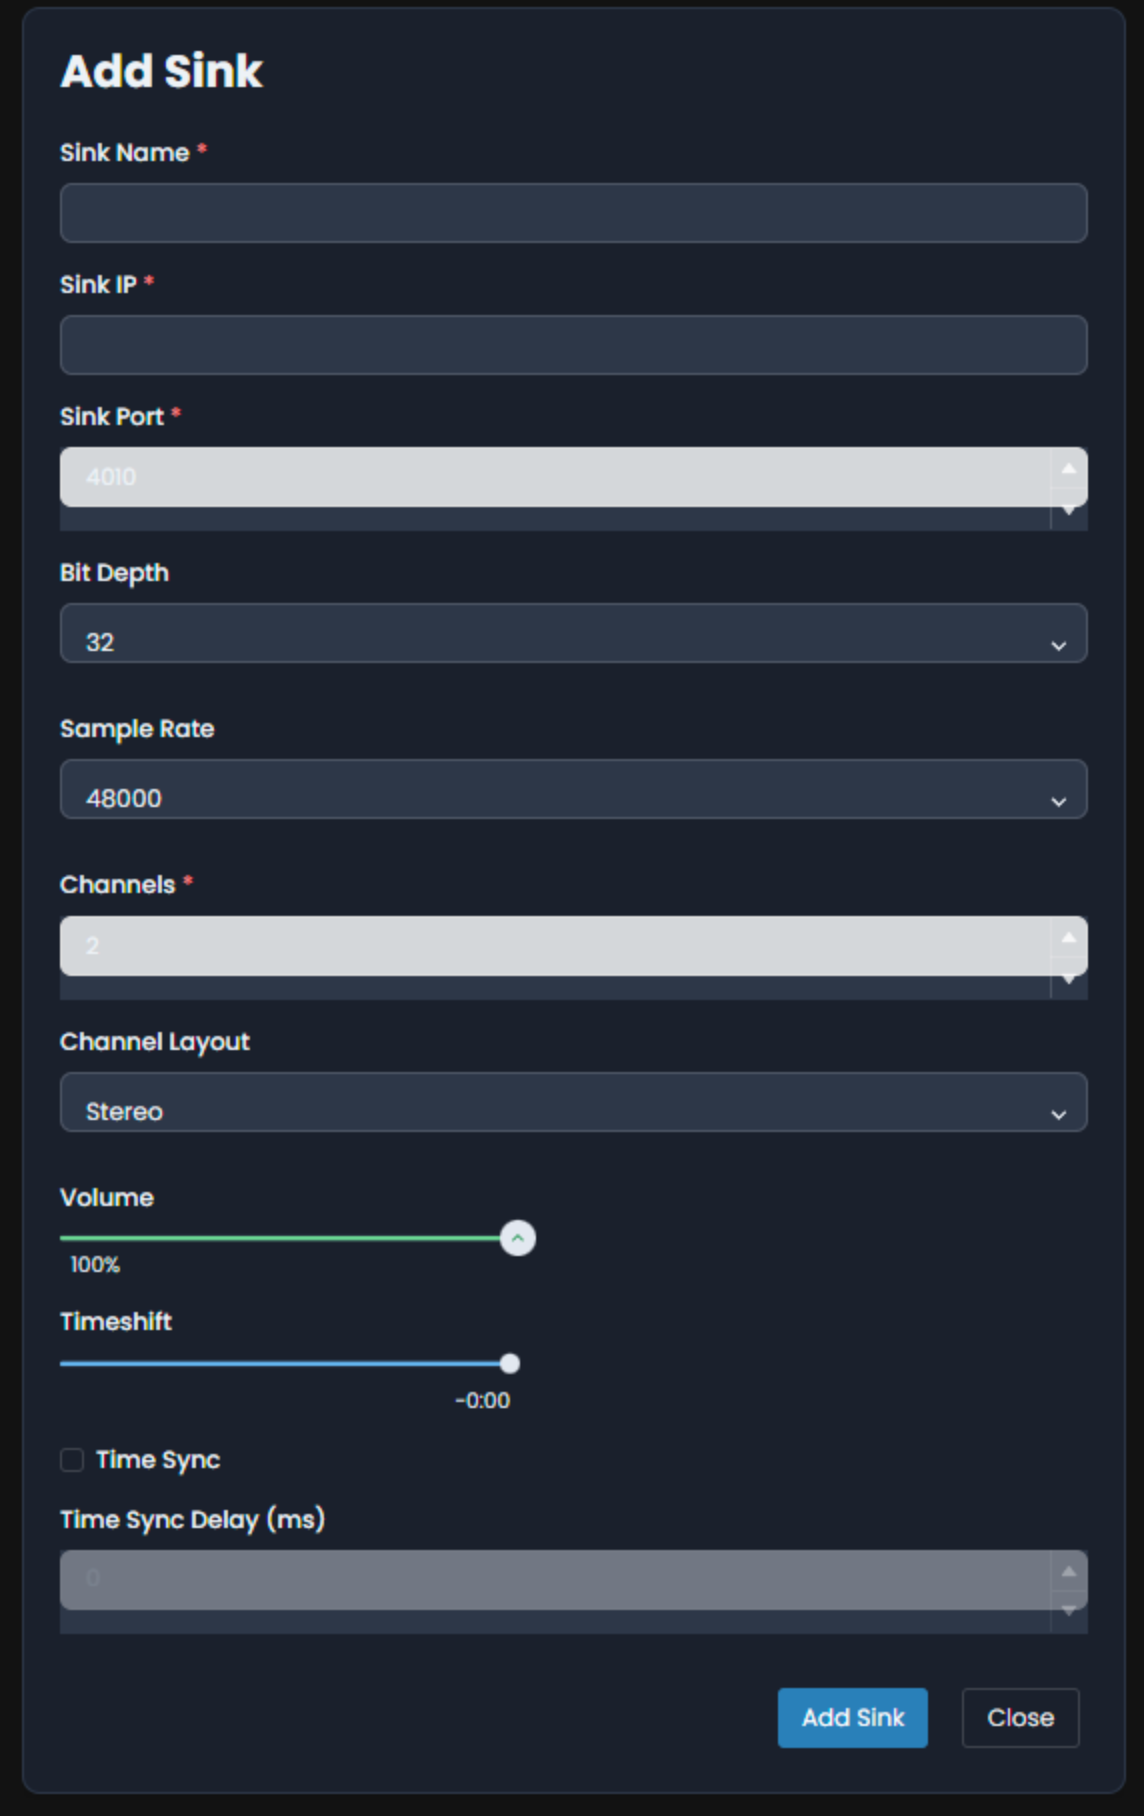 Add Sink
Sink Name *
Sink IP *
Sink Port *
4010
Bit Depth
32
Sample Rate
48000
Channels *
2
Channel Layout
Stereo
Volume
100%
Timeshift
-0:00
Time Sync
Time Sync Delay (ms)
0
Add Sink Close